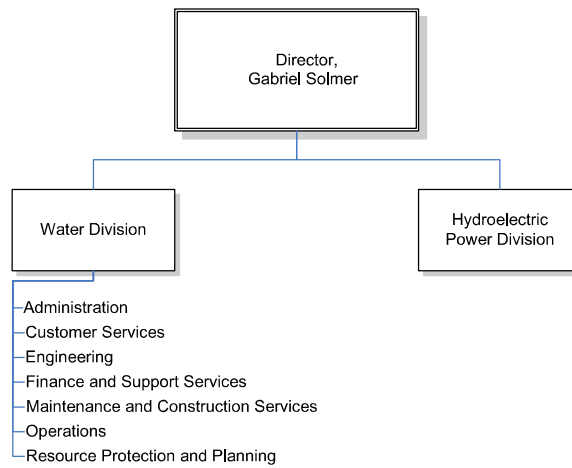 Director,
Gabriel Solmer
Water Division
Hydroelectric
Power Division
Administration
Customer Services
Engineering
Finance and Support Services
Maintenance and Construction Services
Operations
Resource Protection and Planning